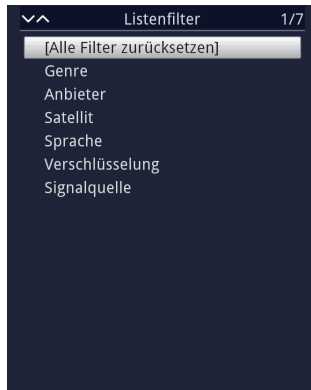 Listenfilter 1/7
[Alle Filter zurücksetzen]
Genre
Anbieter
Satellit
Sprache
Verschlüsselung
Signalquelle